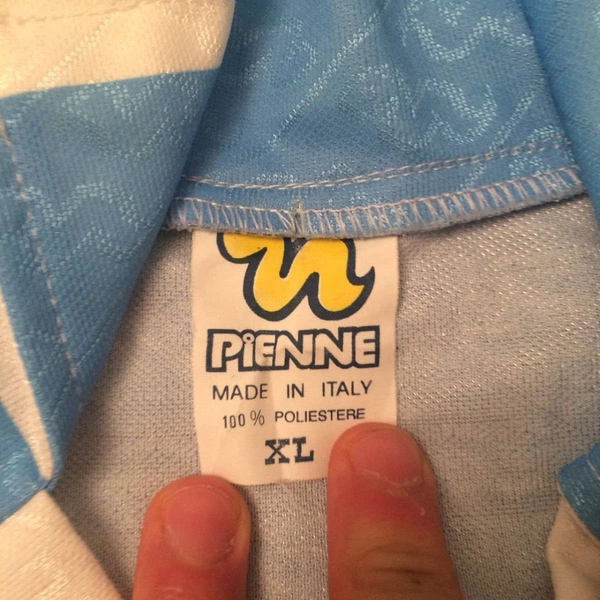 PiENNE
MADE IN ITALY
100% POLIESTERE
XL